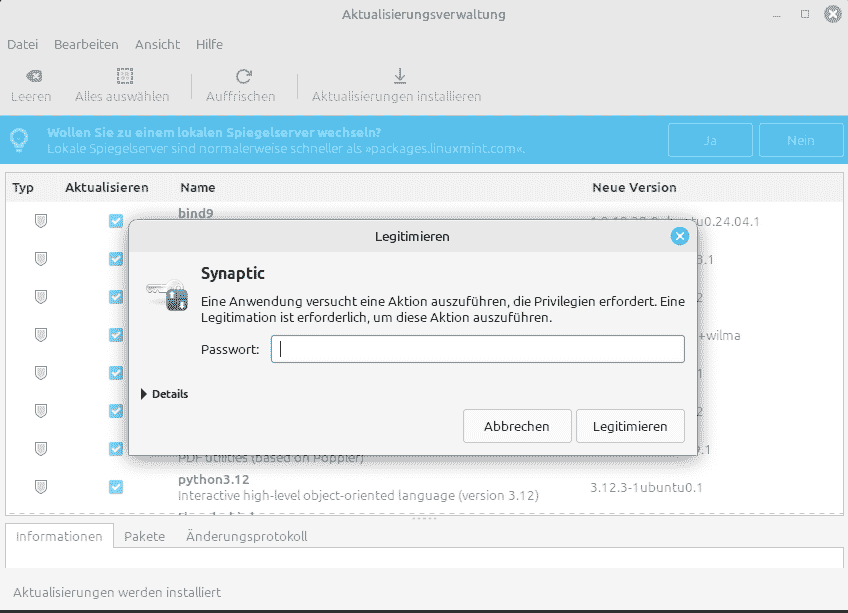 Aktualisierungsverwaltung
Datei Bearbeiten Ansicht Hilfe
Leeren Alles auswählen Auffrischen Aktualisierungen installieren
Wollen Sie zu einem lokalen Spiegelserver wechseln?
Lokale Spiegelserver sind normalerweise schneller als »packages.linuxmint.com«.
Ja Nein
Typ Aktualisieren Name Neue Version
bind9
Legitimieren
Synaptic
Eine Anwendung versucht eine Aktion auszuführen, die Privilegien erfordert. Eine
Legitimation ist erforderlich, um diese Aktion auszuführen.
+wilma
Passwort:
Details
Abbrechen Legitimieren
PDF utilities (based on Poppler)
python3.12
Interactive high-level object-oriented language (version 3.12) 3.12.3-1ubuntu0.1
Informationen Pakete Änderungsprotokoll
Aktualisierungen werden installiert